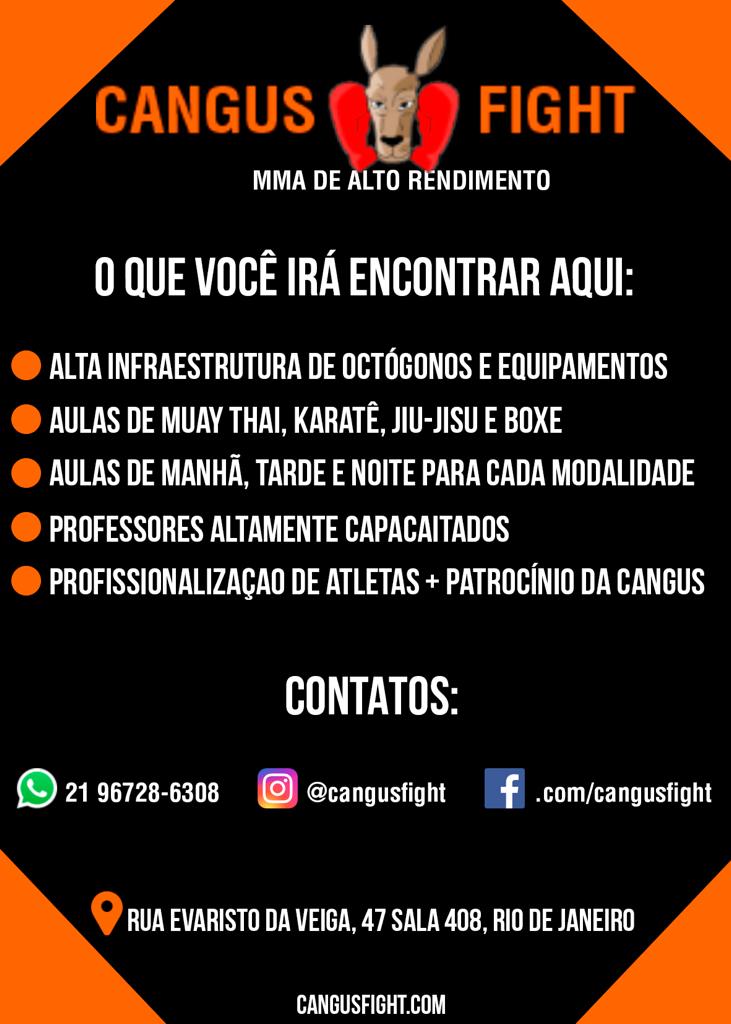 CANGUS FIGHT
MMA DE ALTO RENDIMENTO
O QUE VOCÊ IRÁ ENCONTRAR AQUI:
ALTA INFRAESTRUTURA DE OCTÓGONOS E EQUIPAMENTOS
AULAS DE MUAY THAI, KARATÊ, JIU-JISU E BOXE
AULAS DE MANHÃ, TARDE E NOITE PARA CADA MODALIDADE
PROFESSORES ALTAMENTE CAPACAITADOS
PROFISSIONALIZAÇAO DE ATLETAS + PATROCÍNIO DA CANGUS
CONTATOS:
21 96728-6308 @cangusfight .com/cangusfight
RUA EVARISTO DA VEIGA, 47 SALA 408, RIO DE JANEIRO
CANGUSFIGHT.COM